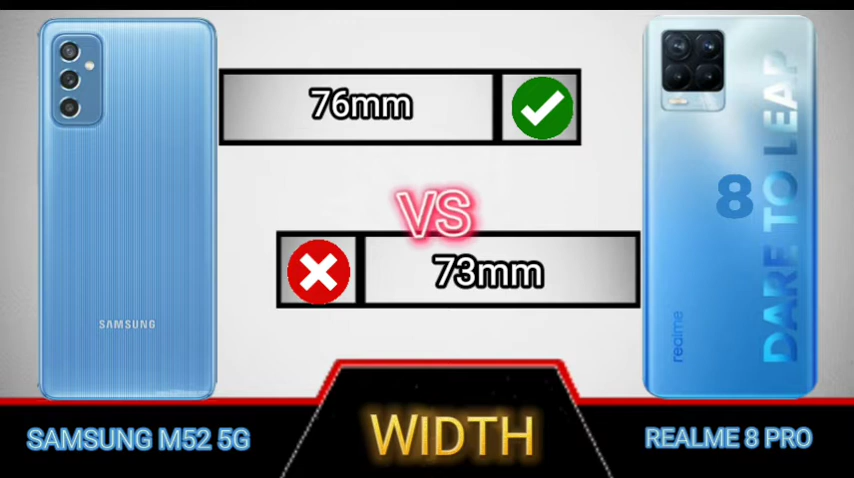 76mm
VS
73mm
SAMSUNG
8
DARE TO LEAP
realme
WIDTH
SAMSUNG M52 5G
REALME 8 PRO